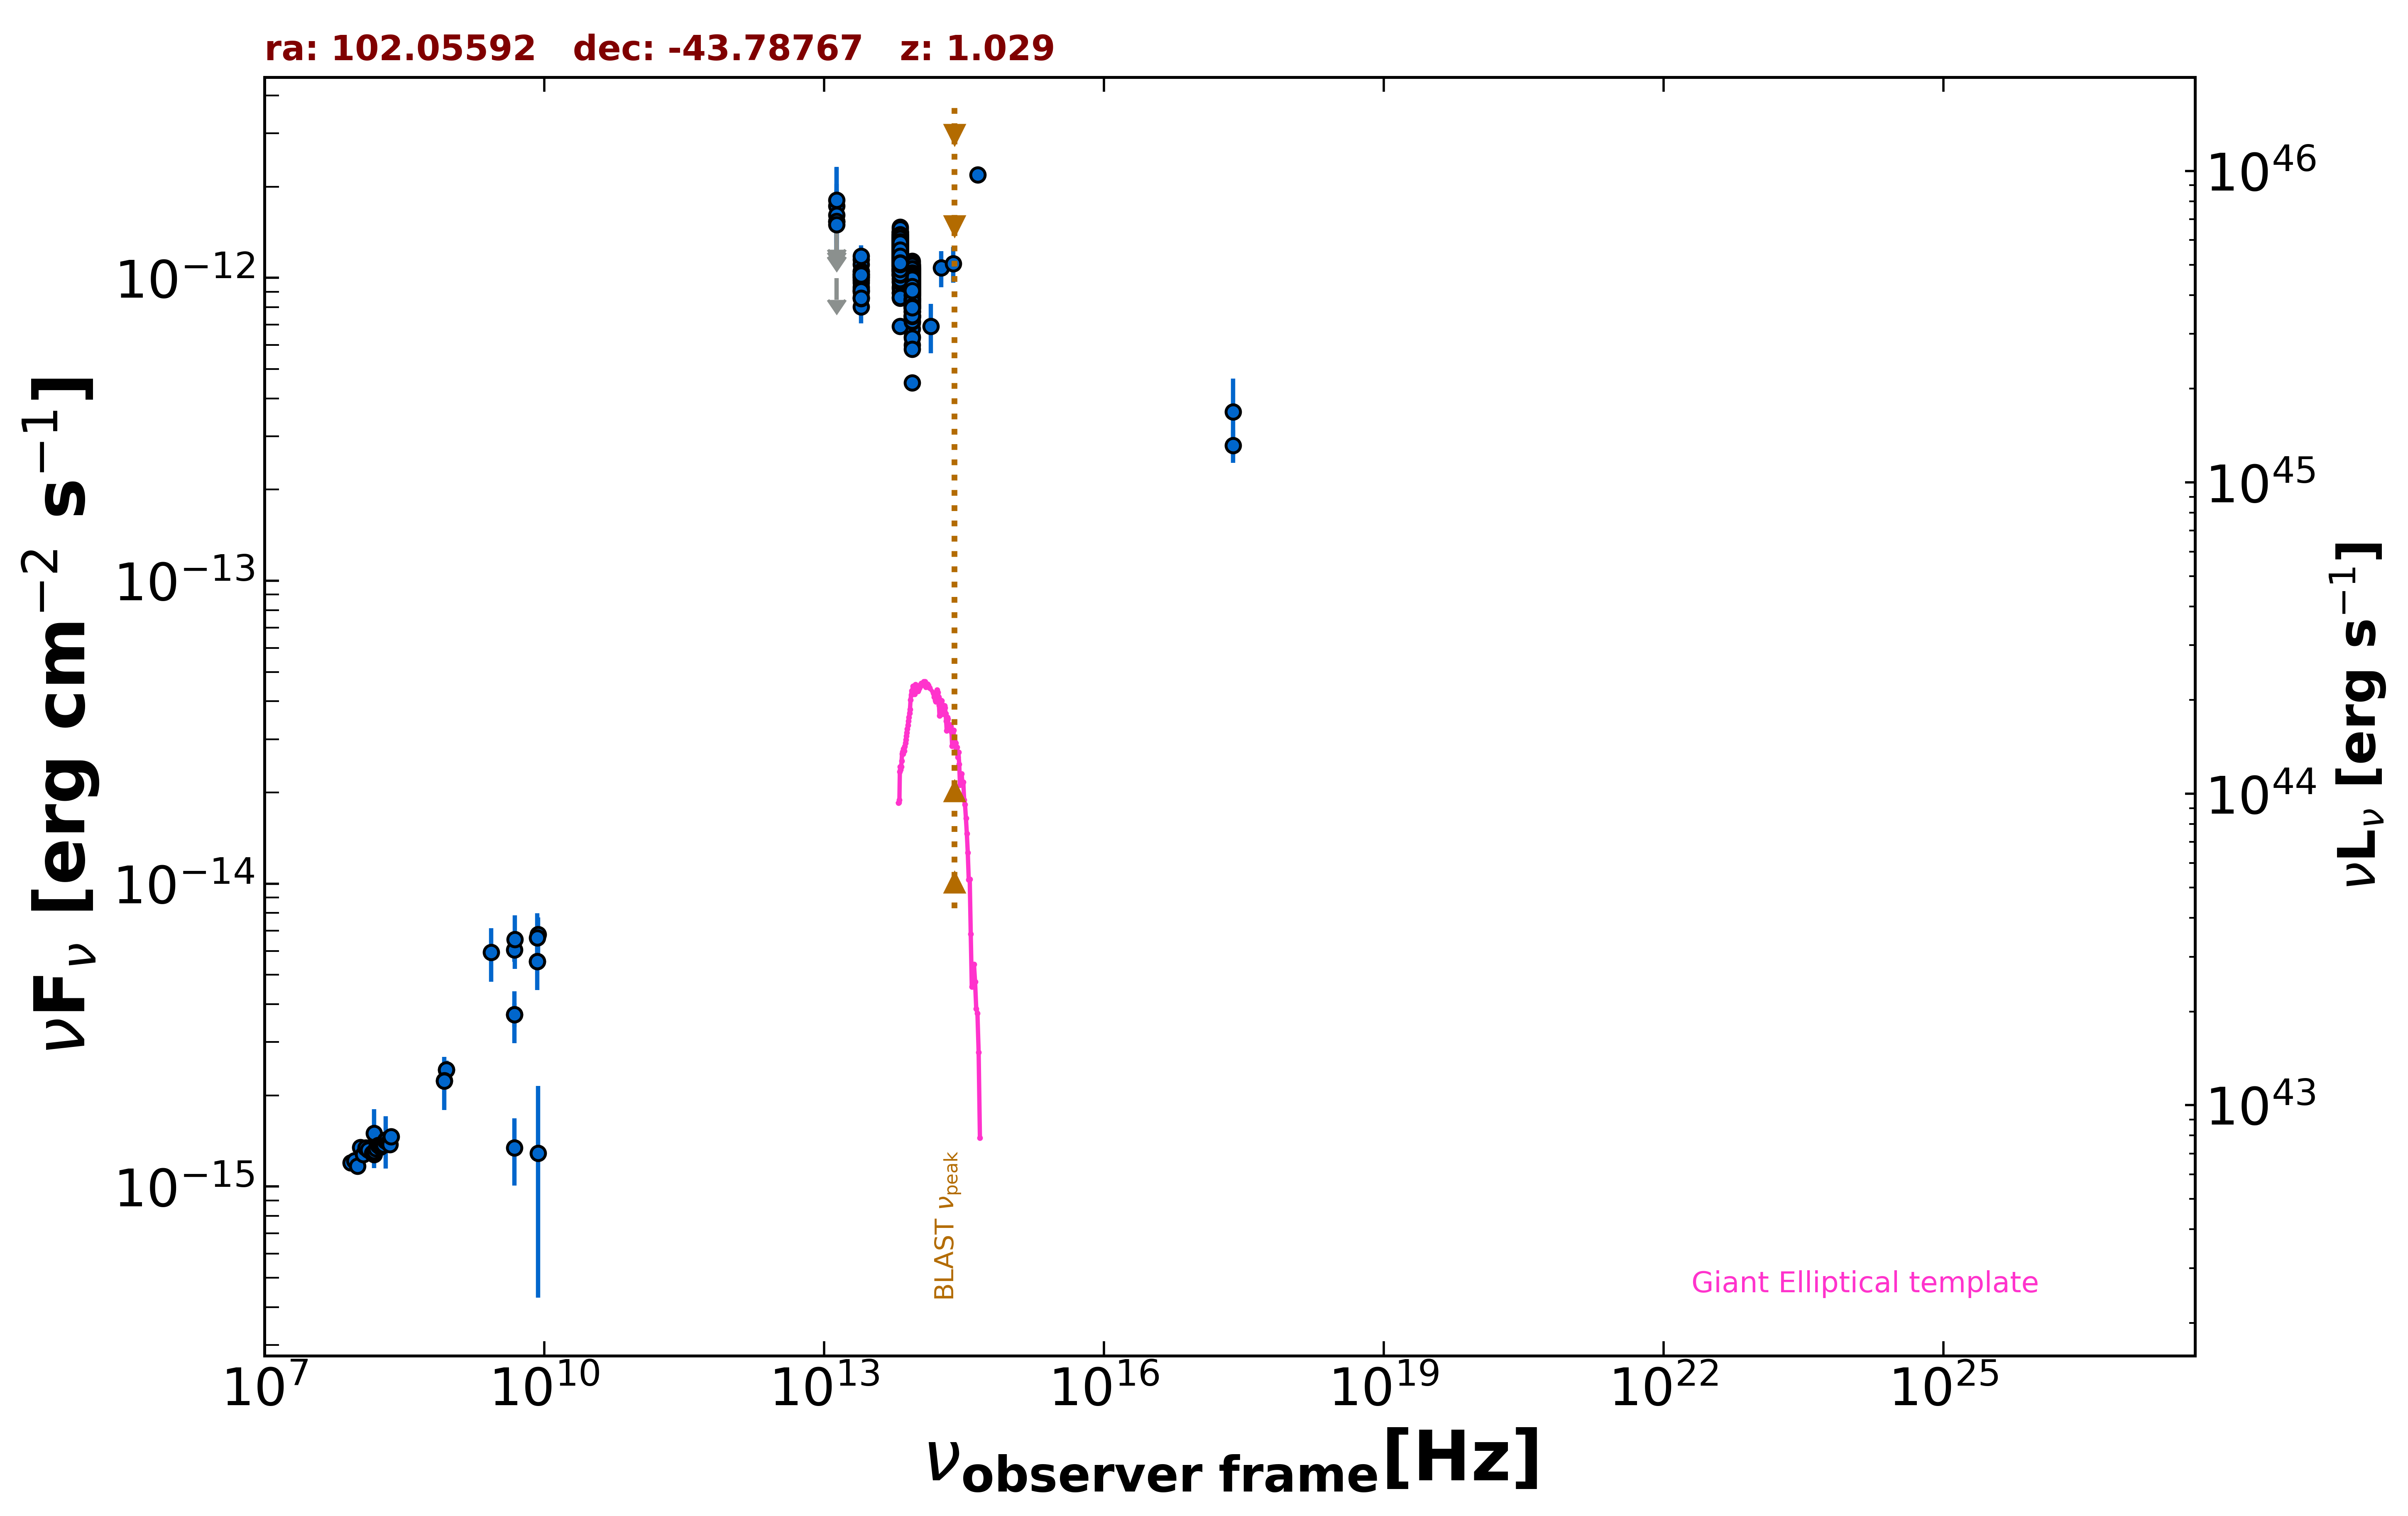 ra: 102.05592 dec: -43.78767 z: 1.029
νF_ν [erg cm^−2 s^−1]
10^−12
10^−13
10^−14
10^−15
10^46
10^45
10^44
10^43
νL_ν [erg s^−1]
BLAST ν_peak
Giant Elliptical template
10^7 10^10 10^13 10^16 10^19 10^22 10^25
ν_observer frame [Hz]